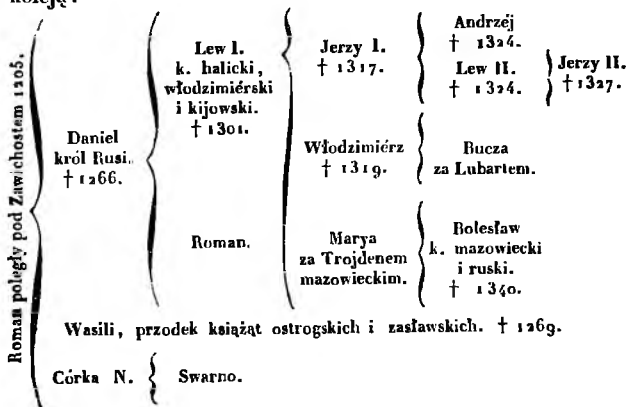 koleją:
Roman poległy pod Zawichostem 1205.
Daniel
król Rusi.
† 1266.
Lew I.
k. halicki,
włodzimiérski
i kijowski.
† 1301.
Roman.
Jerzy I.
† 1317.
Włodzimiérz
† 1319.
Marya
za Trojdenem
mazowieckim.
Andrzéj
† 1324.
Lew II.
† 1324.
Jerzy II.
† 1327.
Bucza
za Lubartem.
Bolesław
k. mazowiecki
i ruski.
† 1340.
Wasili, przodek książąt ostrogskich i zasławskich. † 1269.
Córka N. Swarno.